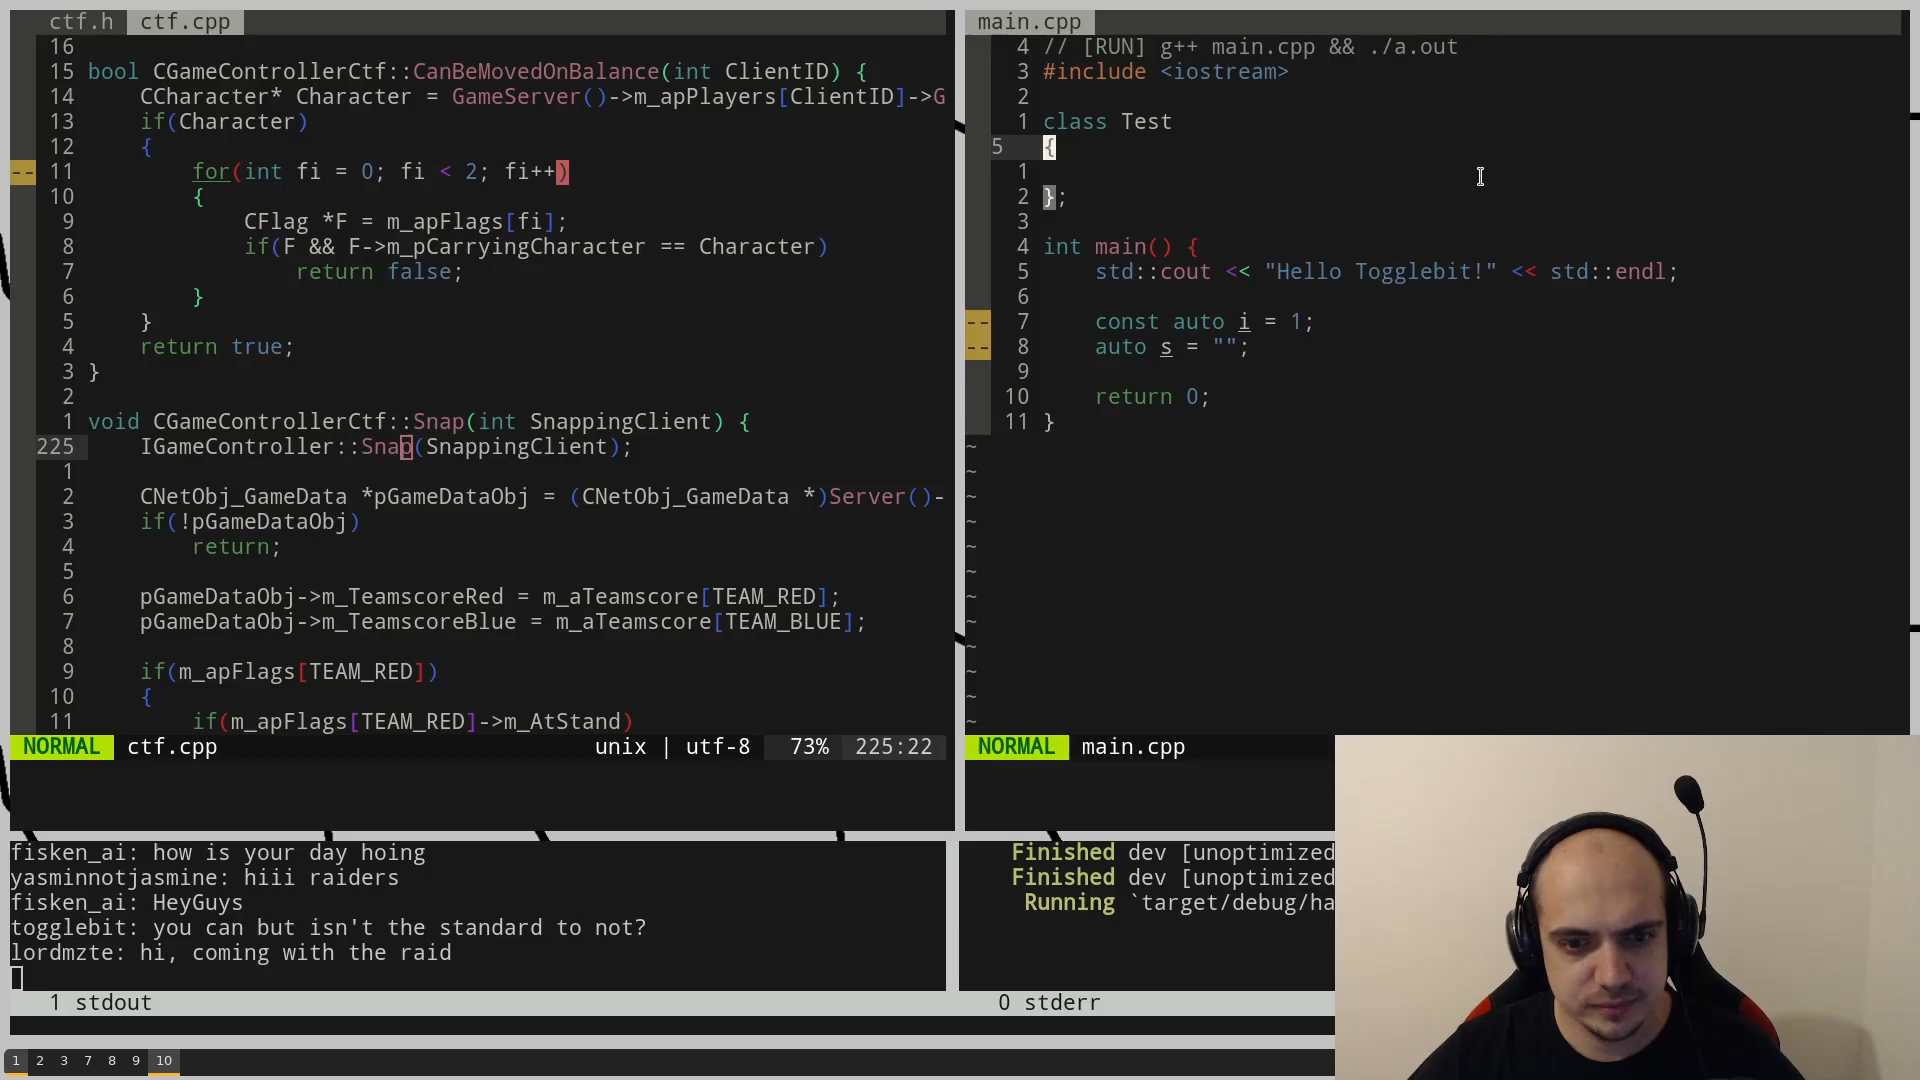 ctf.h ctf.cpp
16
15 bool CGameControllerCtf::CanBeMovedOnBalance(int ClientID) {
14 CCharacter* Character = GameServer()->m_apPlayers[ClientID]->G
13 if(Character)
12 {
-- 11 for(int fi = 0; fi < 2; fi++)
10 {
9 CFlag *F = m_apFlags[fi];
8 if(F && F->m_pCarryingCharacter == Character)
7 return false;
6 }
5 }
4 return true;
3 }
2
1 void CGameControllerCtf::Snap(int SnappingClient) {
225 IGameController::Snap(SnappingClient);
1
2 CNetObj_GameData *pGameDataObj = (CNetObj_GameData *)Server()-
3 if(!pGameDataObj)
4 return;
5
6 pGameDataObj->m_TeamscoreRed = m_aTeamscore[TEAM_RED];
7 pGameDataObj->m_TeamscoreBlue = m_aTeamscore[TEAM_BLUE];
8
9 if(m_apFlags[TEAM_RED])
10 {
11 if(m_apFlags[TEAM_RED]->m_AtStand)
NORMAL ctf.cpp unix | utf-8 73% 225:22
main.cpp
4 // [RUN] g++ main.cpp && ./a.out
3 #include <iostream>
2
1 class Test
5 {
1
2 };
3
4 int main() {
5 std::cout << "Hello Togglebit!" << std::endl;
6
-- 7 const auto i = 1;
-- 8 auto s = "";
9
10 return 0;
11 }
~
~
~
~
~
~
~
~
~
~
~
~
NORMAL main.cpp
fisken_ai: how is your day hoing
yasminnotjasmine: hiii raiders
fisken_ai: HeyGuys
togglebit: you can but isn't the standard to not?
lordmzte: hi, coming with the raid
1 stdout
Finished dev [unoptimized
Finished dev [unoptimized
Running `target/debug/ha
0 stderr
1 2 3 7 8 9 10